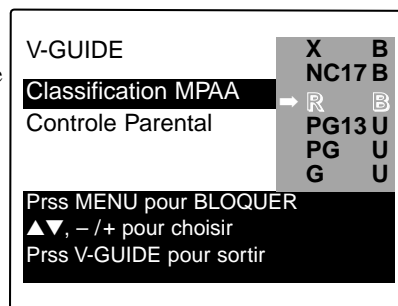 V-GUIDE
Classification MPAA
Controle Parental
X B
NC17 B
➡ R B
PG13 U
PG U
G U
Prss MENU pour BLOQUER
▲▼, – /+ pour choisir
Prss V-GUIDE pour sortir
e